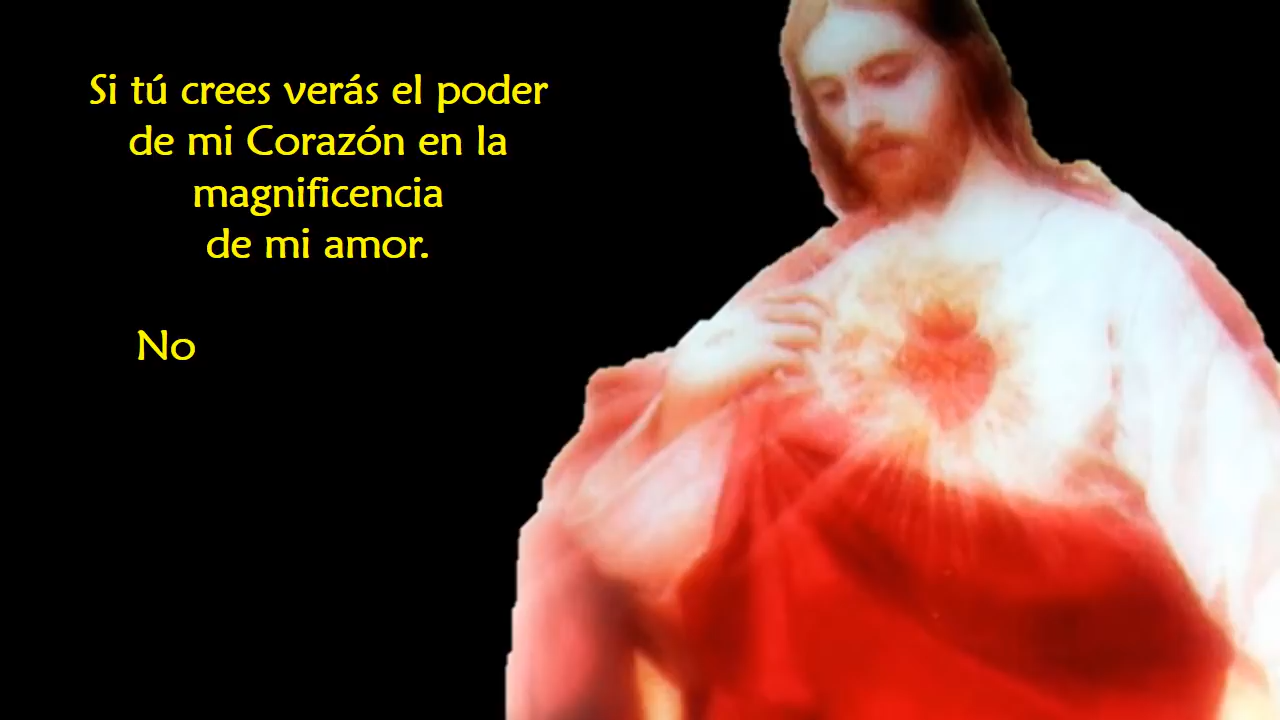 Si tú crees verás el poder
de mi Corazón en la
magnificencia
de mi amor.
No